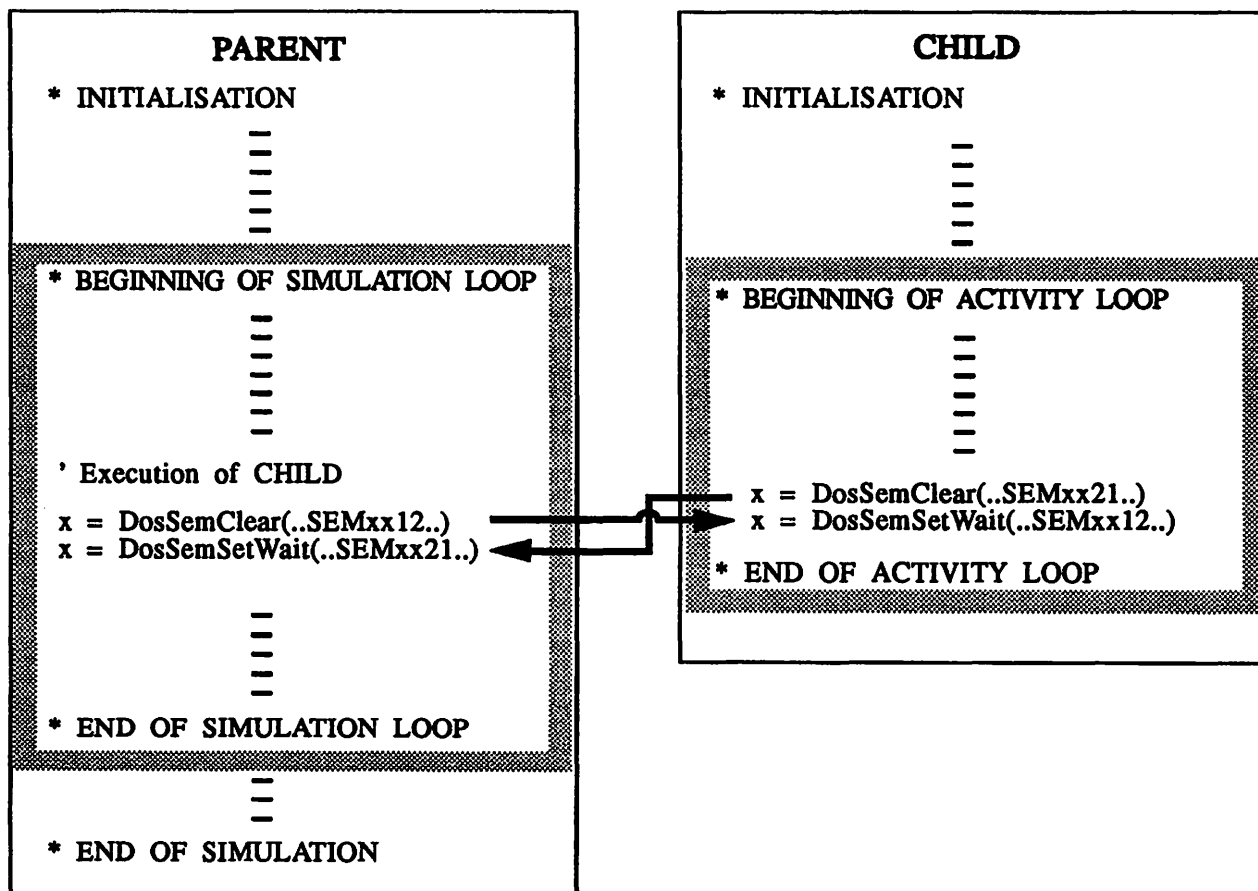 PARENT
* INITIALISATION
* BEGINNING OF SIMULATION LOOP
' Execution of CHILD
x = DosSemClear(..SEMxx12..)
x = DosSemSetWait(..SEMxx21..)
* END OF SIMULATION LOOP
* END OF SIMULATION
CHILD
* INITIALISATION
* BEGINNING OF ACTIVITY LOOP
x = DosSemClear(..SEMxx21..)
x = DosSemSetWait(..SEMxx12..)
* END OF ACTIVITY LOOP